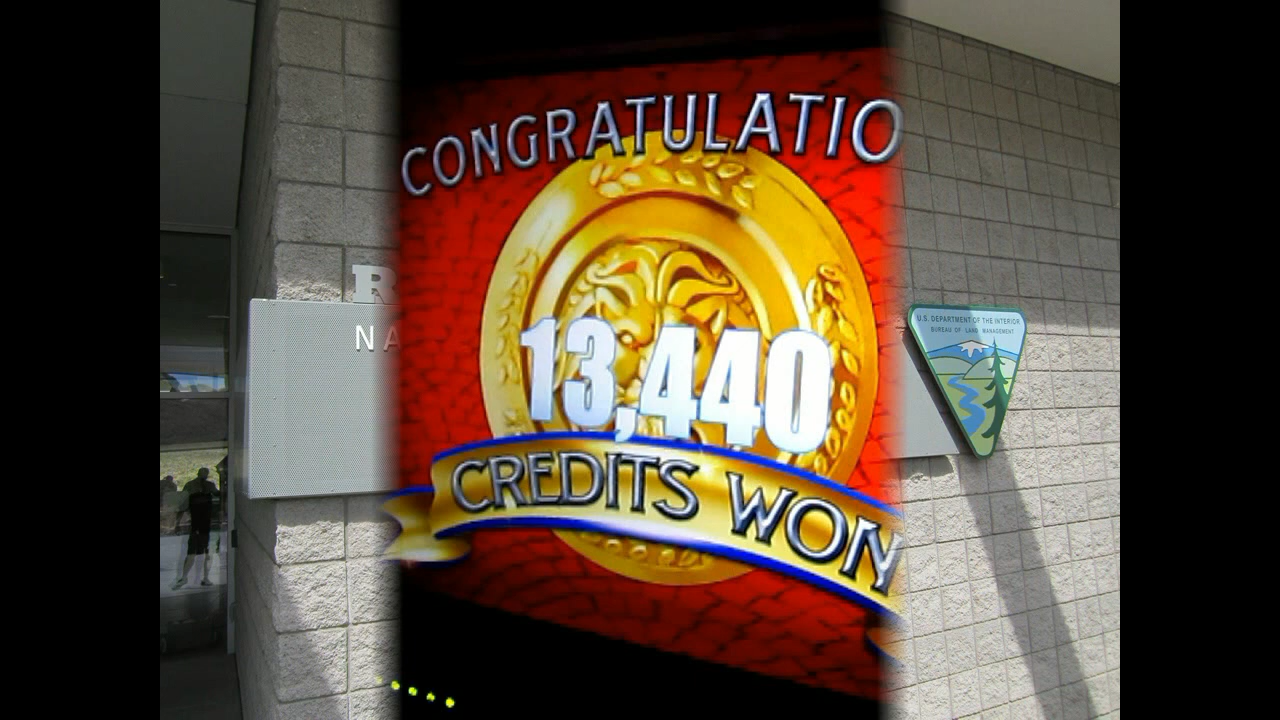 CONGRATULATIO
R
NA
U.S. DEPARTMENT OF THE INTERIOR
BUREAU OF LAND MANAGEMENT
13,440
CREDITS WON